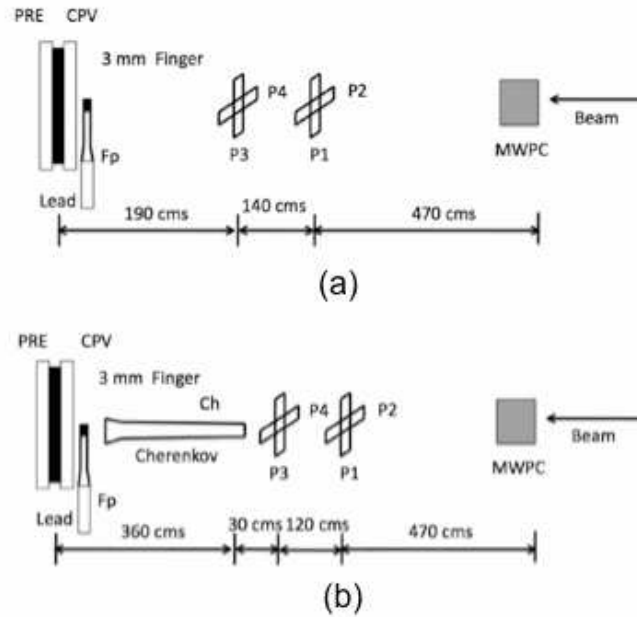 PRE CPV
3 mm Finger
P4 P2
Fp P3 P1 MWPC Beam
Lead
190 cms 140 cms 470 cms
(a)
PRE CPV
3 mm Finger
Ch P4 P2
Cherenkov P3 P1 MWPC Beam
Fp
Lead
360 cms 30 cms 120 cms 470 cms
(b)